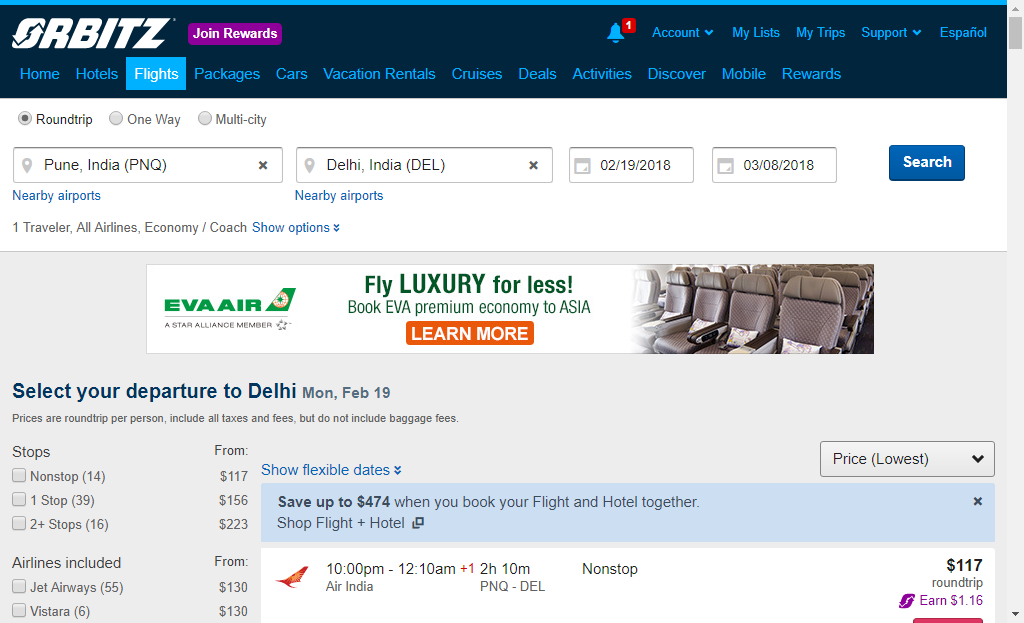 ORBITZ Join Rewards 1 Account My Lists My Trips Support Español
Home Hotels Flights Packages Cars Vacation Rentals Cruises Deals Activities Discover Mobile Rewards
Roundtrip One Way Multi-city
Pune, India (PNQ) Delhi, India (DEL) 02/19/2018 03/08/2018 Search
Nearby airports Nearby airports
1 Traveler, All Airlines, Economy / Coach Show options
EVA AIR
A STAR ALLIANCE MEMBER
Fly LUXURY for less!
Book EVA premium economy to ASIA
LEARN MORE
Select your departure to Delhi Mon, Feb 19
Prices are roundtrip per person, include all taxes and fees, but do not include baggage fees.
Stops From:
Nonstop (14) $117
1 Stop (39) $156
2+ Stops (16) $223
Airlines included From:
Jet Airways (55) $130
Vistara (6) $130
Show flexible dates Price (Lowest)
Save up to $474 when you book your Flight and Hotel together.
Shop Flight + Hotel
10:00pm - 12:10am +1 2h 10m Nonstop $117
Air India PNQ - DEL roundtrip
Earn $1.16